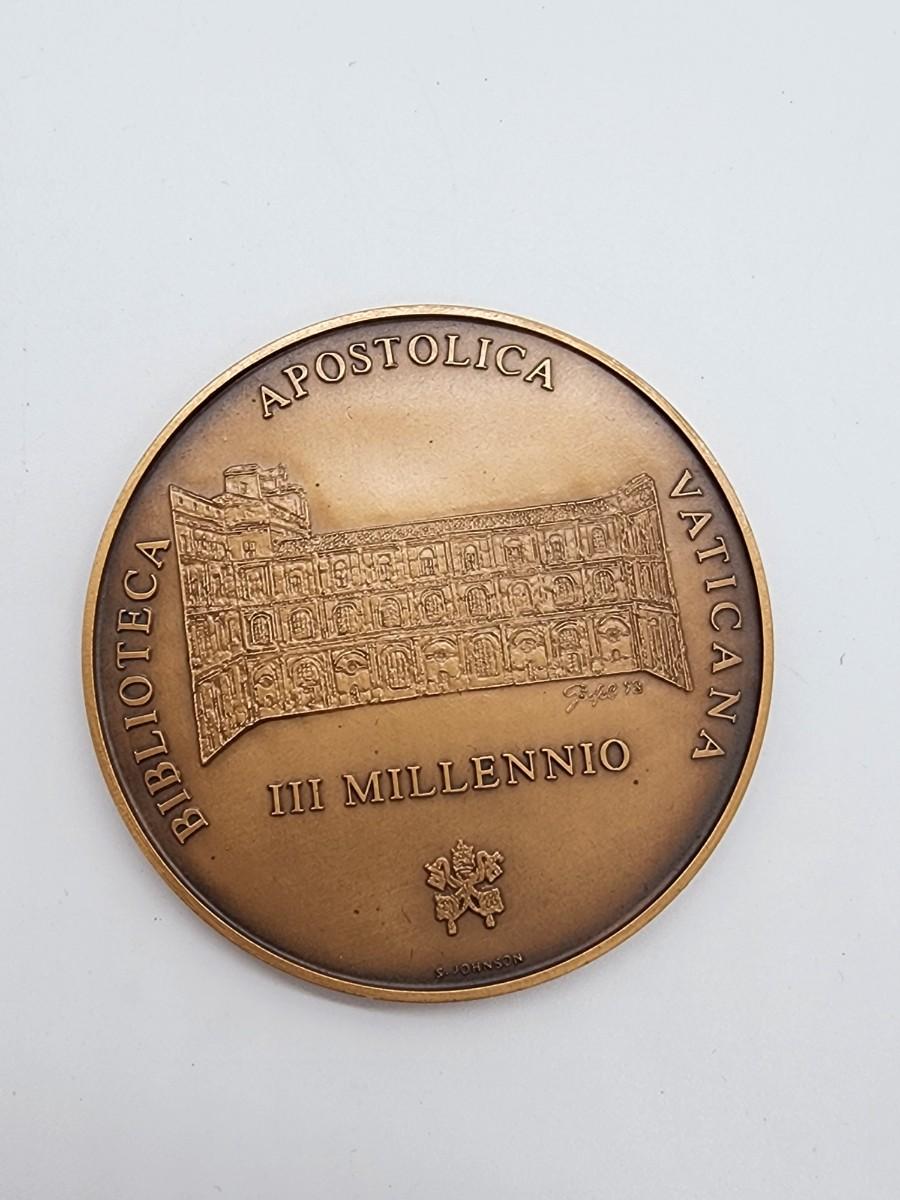 BIBLIOTECA APOSTOLICA VATICANA
III MILLENNIO
S. JOHNSON